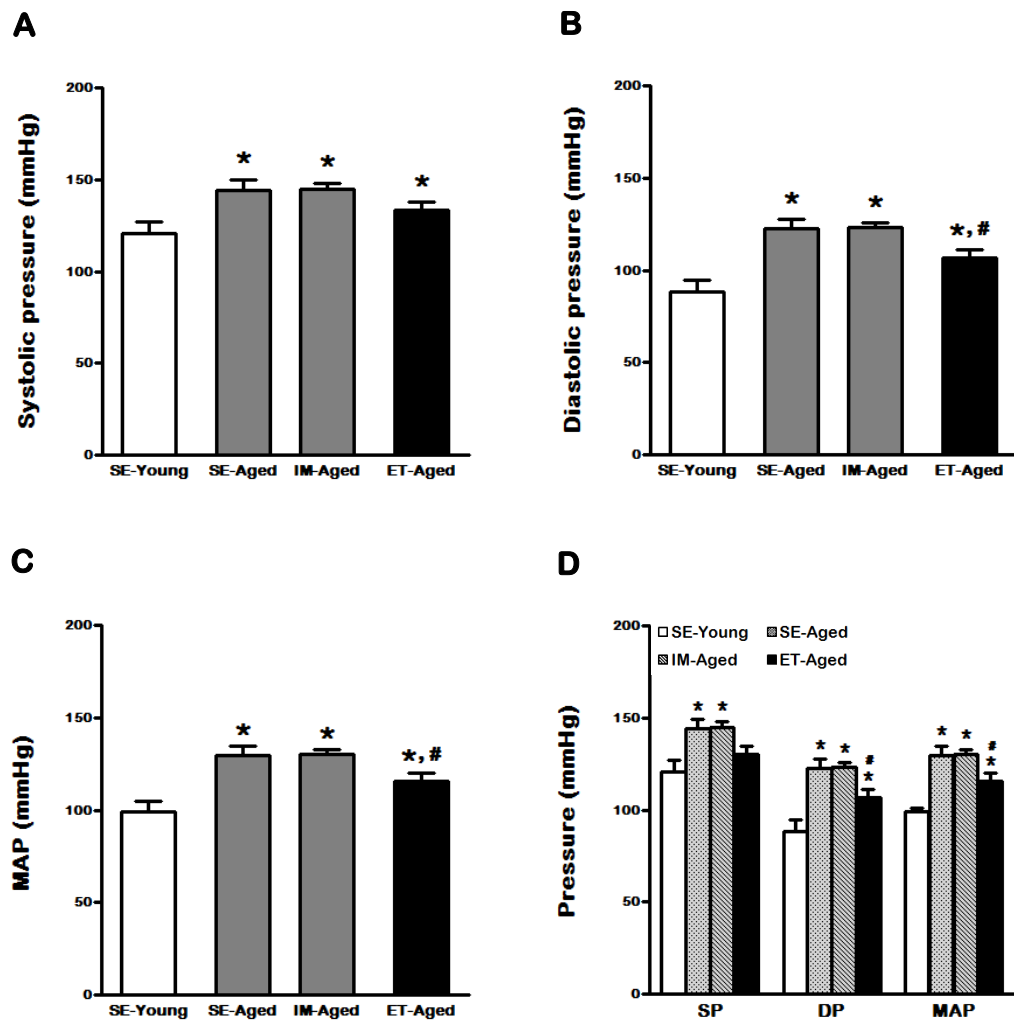 A
Systolic pressure (mmHg)
200
150
100
50
0
*
*
*
SE-Young SE-Aged IM-Aged ET-Aged
B
Diastolic pressure (mmHg)
200
150
100
50
0
*
*
*,#
SE-Young SE-Aged IM-Aged ET-Aged
C
MAP (mmHg)
200
150
100
50
0
*
*
*,#
SE-Young SE-Aged IM-Aged ET-Aged
D
Pressure (mmHg)
200
150
100
50
0
SE-Young SE-Aged
IM-Aged ET-Aged
* *
* * # *
* * # *
SP DP MAP